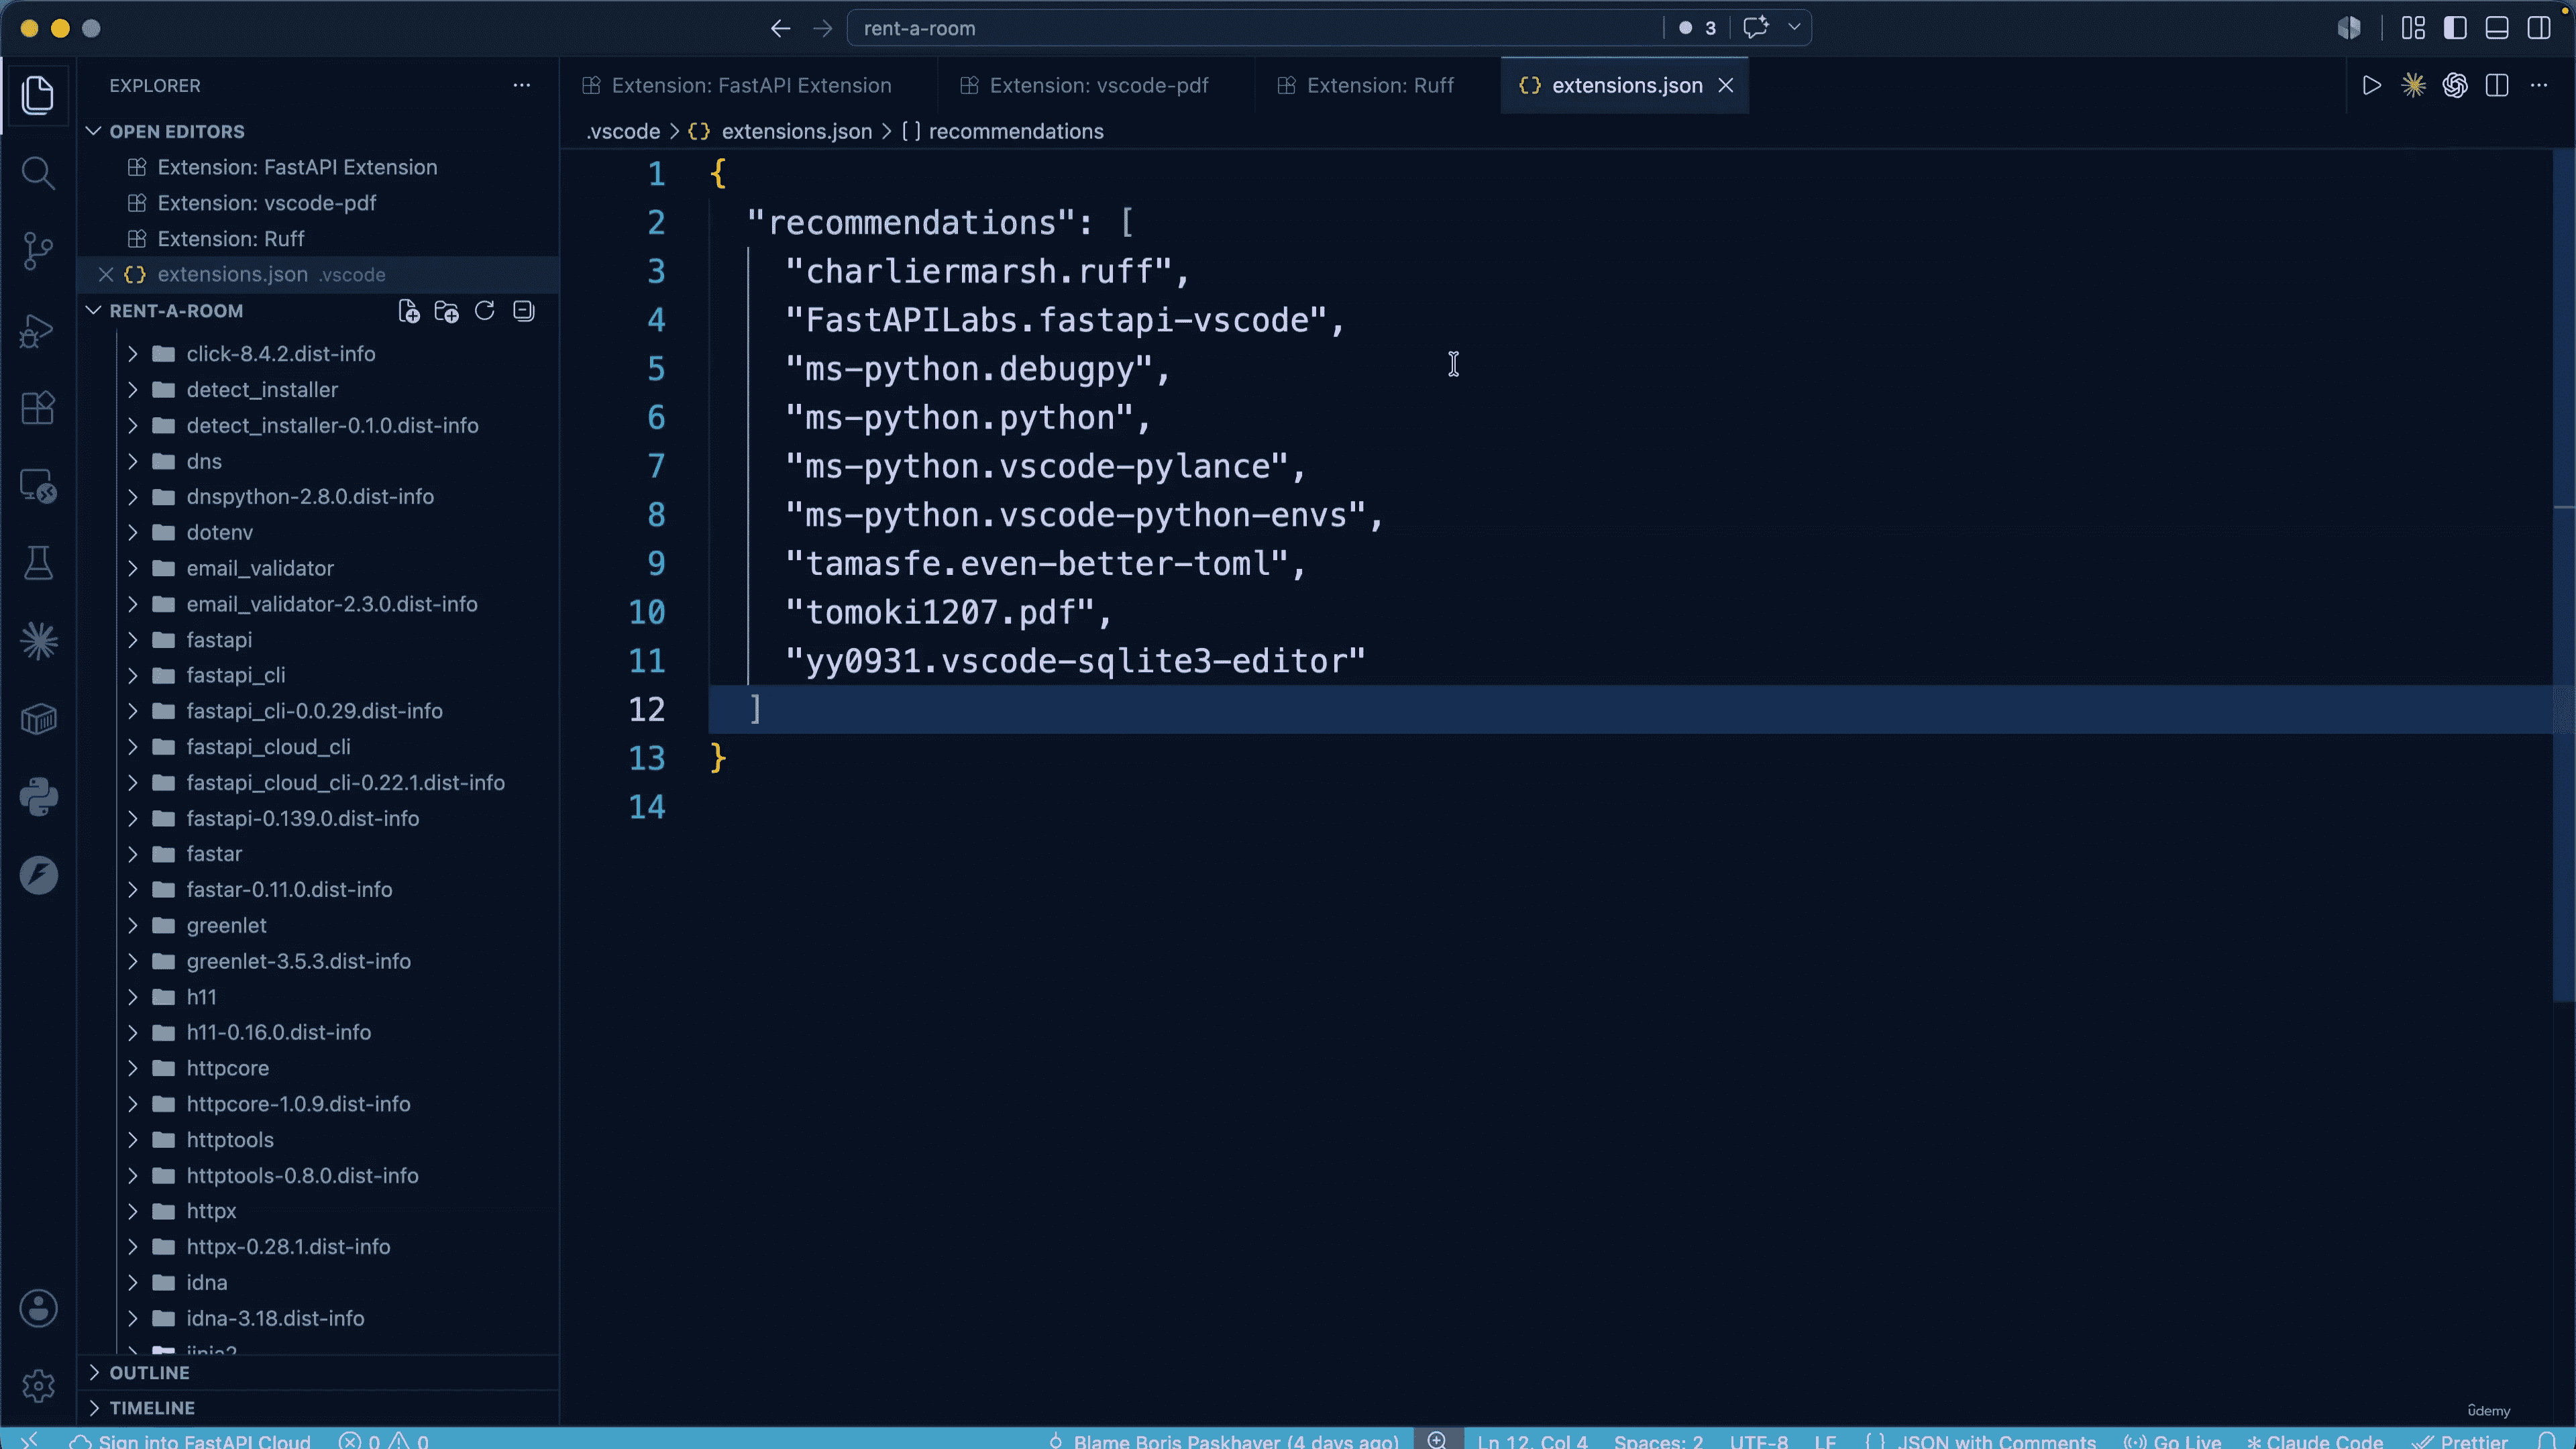 rent-a-room
3
EXPLORER
OPEN EDITORS
Extension: FastAPI Extension
Extension: vscode-pdf
Extension: Ruff
extensions.json .vscode
RENT-A-ROOM
click-8.4.2.dist-info
detect_installer
detect_installer-0.1.0.dist-info
dns
dnspython-2.8.0.dist-info
dotenv
email_validator
email_validator-2.3.0.dist-info
fastapi
fastapi_cli
fastapi_cli-0.0.29.dist-info
fastapi_cloud_cli
fastapi_cloud_cli-0.22.1.dist-info
fastapi-0.139.0.dist-info
fastar
fastar-0.11.0.dist-info
greenlet
greenlet-3.5.3.dist-info
h11
h11-0.16.0.dist-info
httpcore
httpcore-1.0.9.dist-info
httptools
httptools-0.8.0.dist-info
httpx
httpx-0.28.1.dist-info
idna
idna-3.18.dist-info
jinja2
OUTLINE
TIMELINE
Extension: FastAPI Extension
Extension: vscode-pdf
Extension: Ruff
{} extensions.json
.vscode > {} extensions.json > [ ] recommendations
1 {
2 "recommendations": [
3 "charliermarsh.ruff",
4 "FastAPILabs.fastapi-vscode",
5 "ms-python.debugpy",
6 "ms-python.python",
7 "ms-python.vscode-pylance",
8 "ms-python.vscode-python-envs",
9 "tamasfe.even-better-toml",
10 "tomoki1207.pdf",
11 "yy0931.vscode-sqlite3-editor"
12 ]
13 }
14
udemy
Sign into FastAPI Cloud 0 0 Blame Boris Paskhaver (4 days ago) Ln 12, Col 4 Spaces: 2 UTF-8 LF { } JSON with Comments Go Live Claude Code Prettier